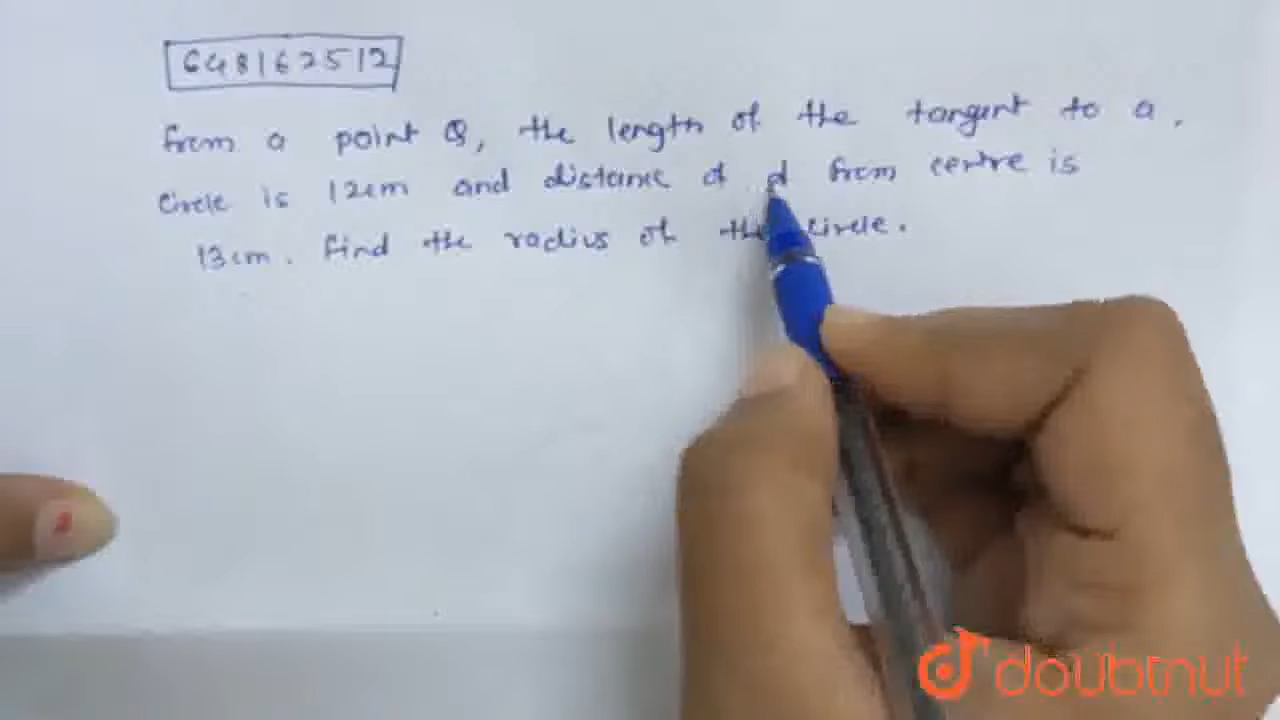 648162512
from a point Q, the length of the tangent to a
circle is 12cm and distance of from centre is
13cm. find the radius of the circle.
doubtnut